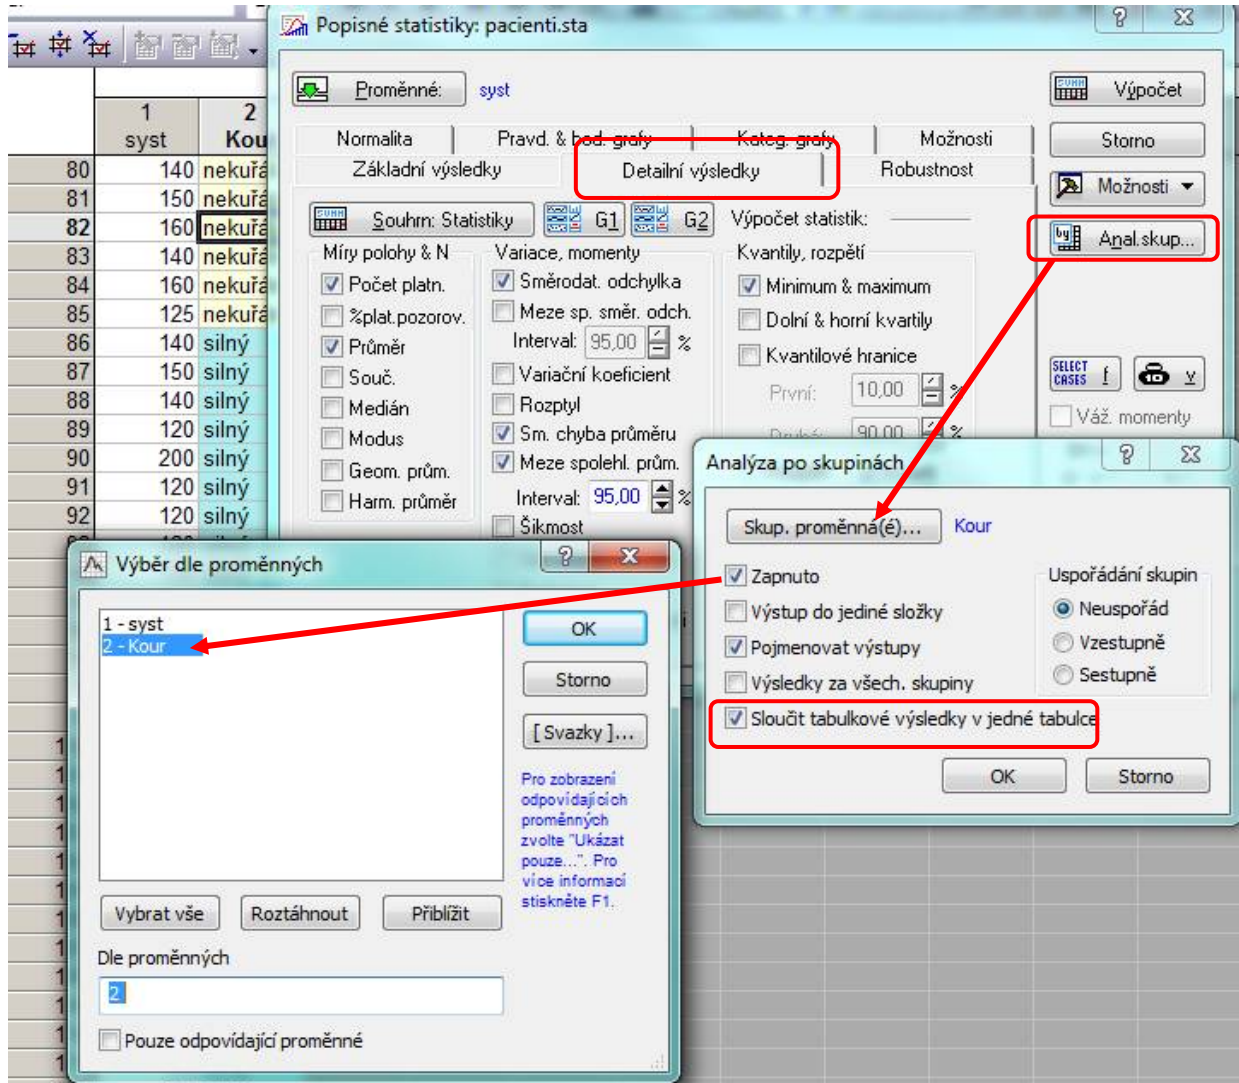 Popisné statistiky: pacienti.sta
Proměnné: syst
Výpočet
1 2
syst Kou
Normalita Pravd. & bod. grafy Kateg. grafy Možnosti
Storno
Základní výsledky Detailní výsledky Robustnost
80 140 nekuřá
81 150 nekuřá
82 160 nekuřá
83 140 nekuřá
84 160 nekuřá
85 125 nekuřá
86 140 silný
87 150 silný
88 140 silný
89 120 silný
90 200 silný
91 120 silný
92 120 silný
Možnosti
Souhrn: Statistiky G1 G2 Výpočet statistik:
Anal.skup...
Míry polohy & N
Počet platn.
%plat.pozorov.
Průměr
Souč.
Medián
Modus
Geom. prům.
Harm. průměr
Variace, momenty
Směrodat. odchylka
Meze sp. směr. odch.
Interval: 95,00 %
Variační koeficient
Rozptyl
Sm. chyba průměru
Meze spolehl. prům.
Interval: 95,00 %
Šikmost
Kvantily, rozpětí
Minimum & maximum
Dolní & horní kvartily
Kvantilové hranice
První: 10,00 %
Druhá: 90,00 %
SELECT CASES f v
Váž. momenty
Analýza po skupinách
Skup. proměnná(é)... Kour
Zapnuto
Výstup do jediné složky
Pojmenovat výstupy
Výsledky za všech. skupiny
Sloučit tabulkové výsledky v jedné tabulce
Uspořádání skupin
Neuspořád
Vzestupně
Sestupně
OK Storno
Výběr dle proměnných
1 - syst
2 - Kour
OK
Storno
[ Svazky ]...
Pro zobrazení
odpovídajících
proměnných
zvolte "Ukázat
pouze...". Pro
více informací
stiskněte F1.
Vybrat vše Roztáhnout Přiblížit
Dle proměnných
2
Pouze odpovídající proměnné